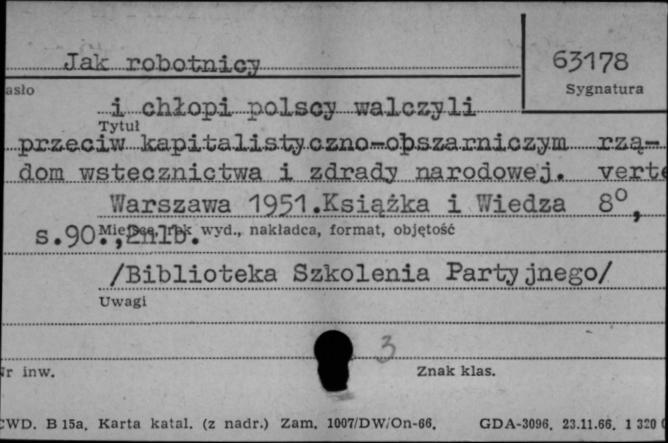 Jak robotnicy
63178
asło
Sygnatura
i chłopi polscy walczyli
Tytuł
przeciw kapitalistyczno-obszarniczym rzą-
dom wstecznictwa i zdrady narodowej. verte
Warszawa 1951.Książka i Wiedza 8°,
Miejsce, rok wyd., nakładca, format, objętość
s.90.,2nlb.
/Biblioteka Szkolenia Partyjnego/
Uwagi
3
Nr inw.
Znak klas.
CWD. B 15a. Karta katal. (z nadr.) Zam. 1007/DW/On-66. GDA-3096. 23.11.66. 1 320